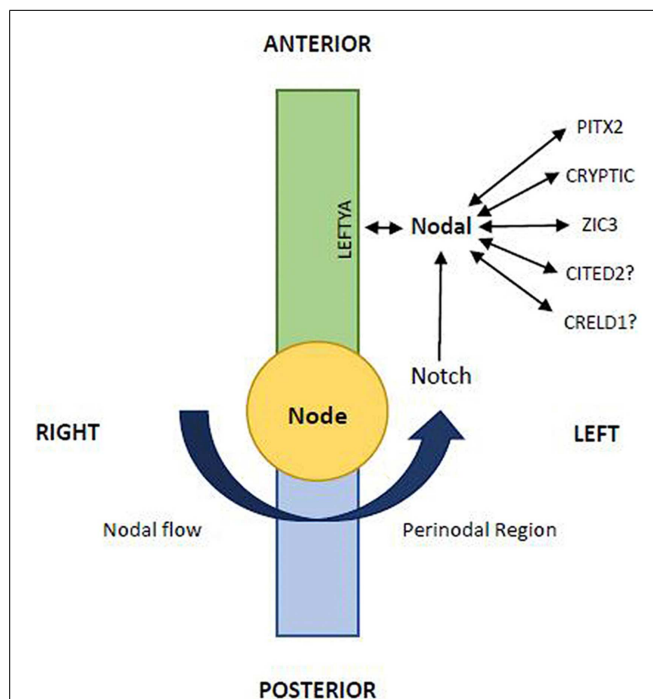 ANTERIOR
PITX2
CRYPTIC
LEFTYA
Nodal
ZIC3
CITED2?
CRELD1?
Notch
Node
RIGHT
LEFT
Nodal flow
Perinodal Region
POSTERIOR